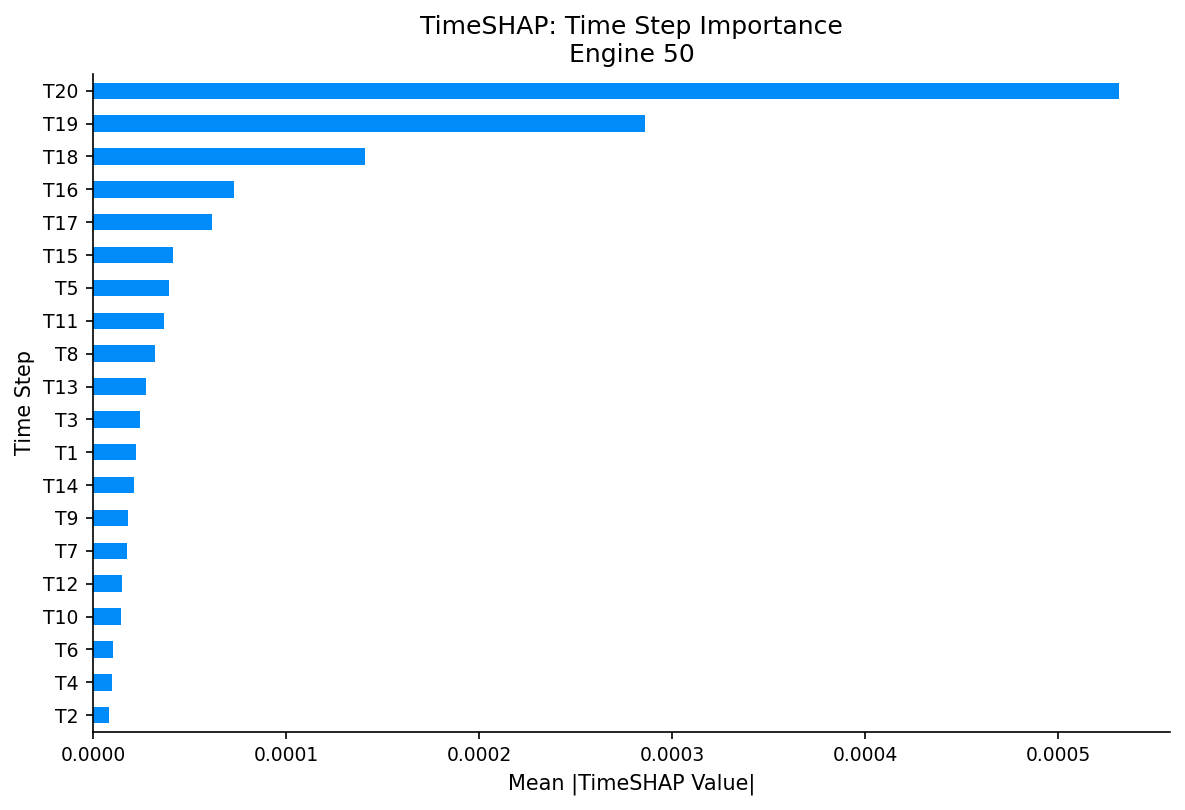 TimeSHAP: Time Step Importance
Engine 50
T20
T19
T18
T16
T17
T15
T5
T11
T8
T13
T3
T1
T14
T9
T7
T12
T10
T6
T4
T2
Time Step
0.0000 0.0001 0.0002 0.0003 0.0004 0.0005
Mean |TimeSHAP Value|